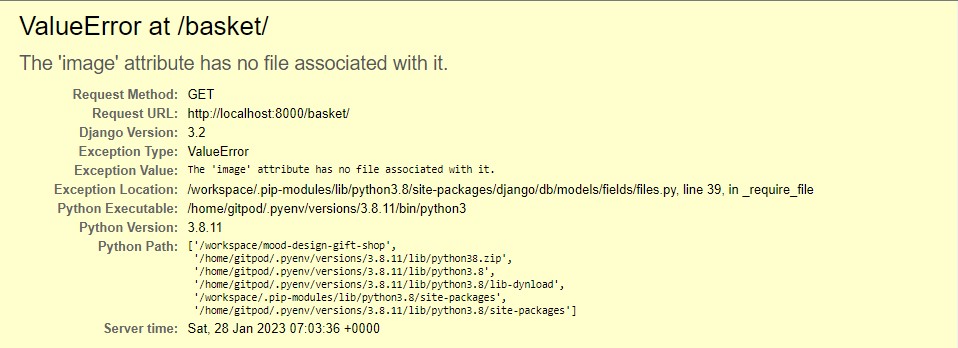 ValueError at /basket/
The 'image' attribute has no file associated with it.
Request Method: GET
Request URL: http://localhost:8000/basket/
Django Version: 3.2
Exception Type: ValueError
Exception Value: The 'image' attribute has no file associated with it.
Exception Location: /workspace/.pip-modules/lib/python3.8/site-packages/django/db/models/fields/files.py, line 39, in _require_file
Python Executable: /home/gitpod/.pyenv/versions/3.8.11/bin/python3
Python Version: 3.8.11
Python Path: ['/workspace/mood-design-gift-shop',
'/home/gitpod/.pyenv/versions/3.8.11/lib/python38.zip',
'/home/gitpod/.pyenv/versions/3.8.11/lib/python3.8',
'/home/gitpod/.pyenv/versions/3.8.11/lib/python3.8/lib-dynload',
'/workspace/.pip-modules/lib/python3.8/site-packages',
'/home/gitpod/.pyenv/versions/3.8.11/lib/python3.8/site-packages']
Server time: Sat, 28 Jan 2023 07:03:36 +0000